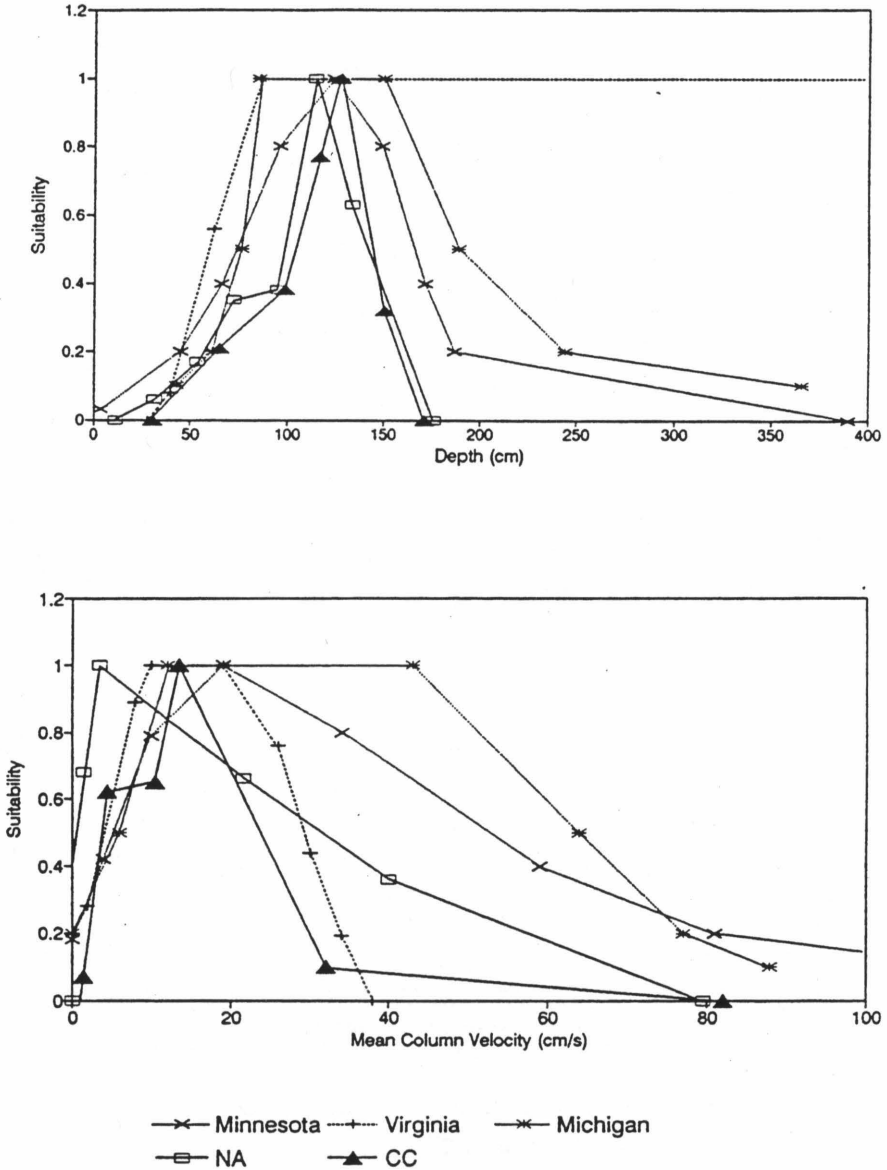 1.2
1
0.8
0.6
0.4
0.2
0
Suitability
0 50 100 150 200 250 300 350 400
Depth (cm)
1.2
1
0.8
0.6
0.4
0.2
0
Suitability
0 20 40 60 80 100
Mean Column Velocity (cm/s)
Minnesota Virginia Michigan
NA CC